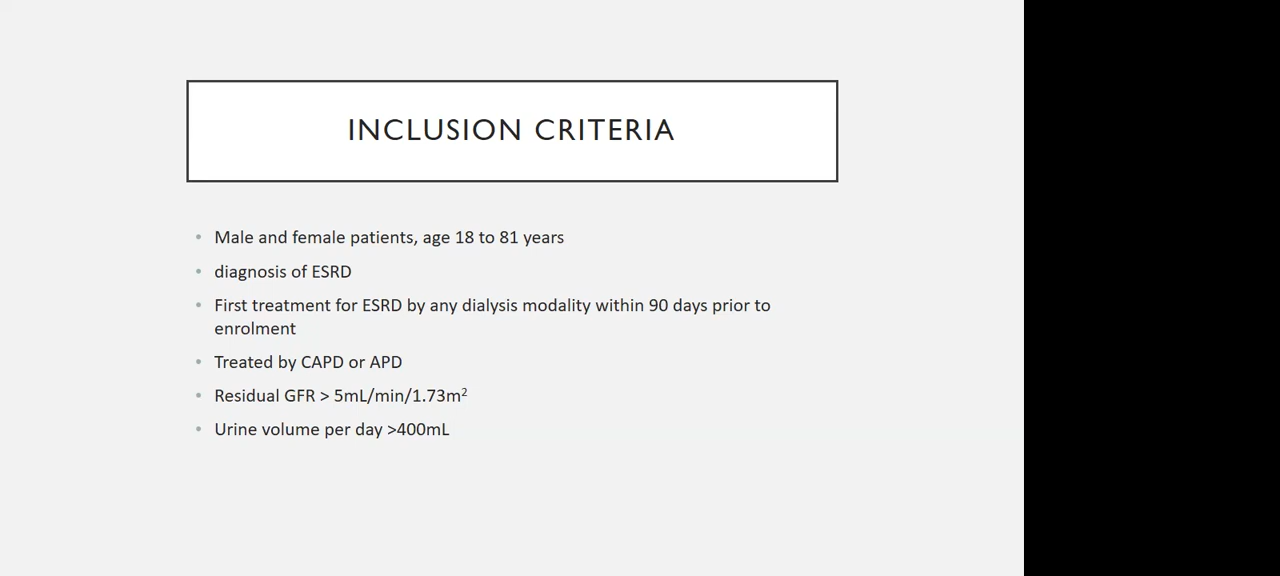 INCLUSION CRITERIA
• Male and female patients, age 18 to 81 years
• diagnosis of ESRD
• First treatment for ESRD by any dialysis modality within 90 days prior to
enrolment
• Treated by CAPD or APD
• Residual GFR > 5mL/min/1.73m²
• Urine volume per day >400mL